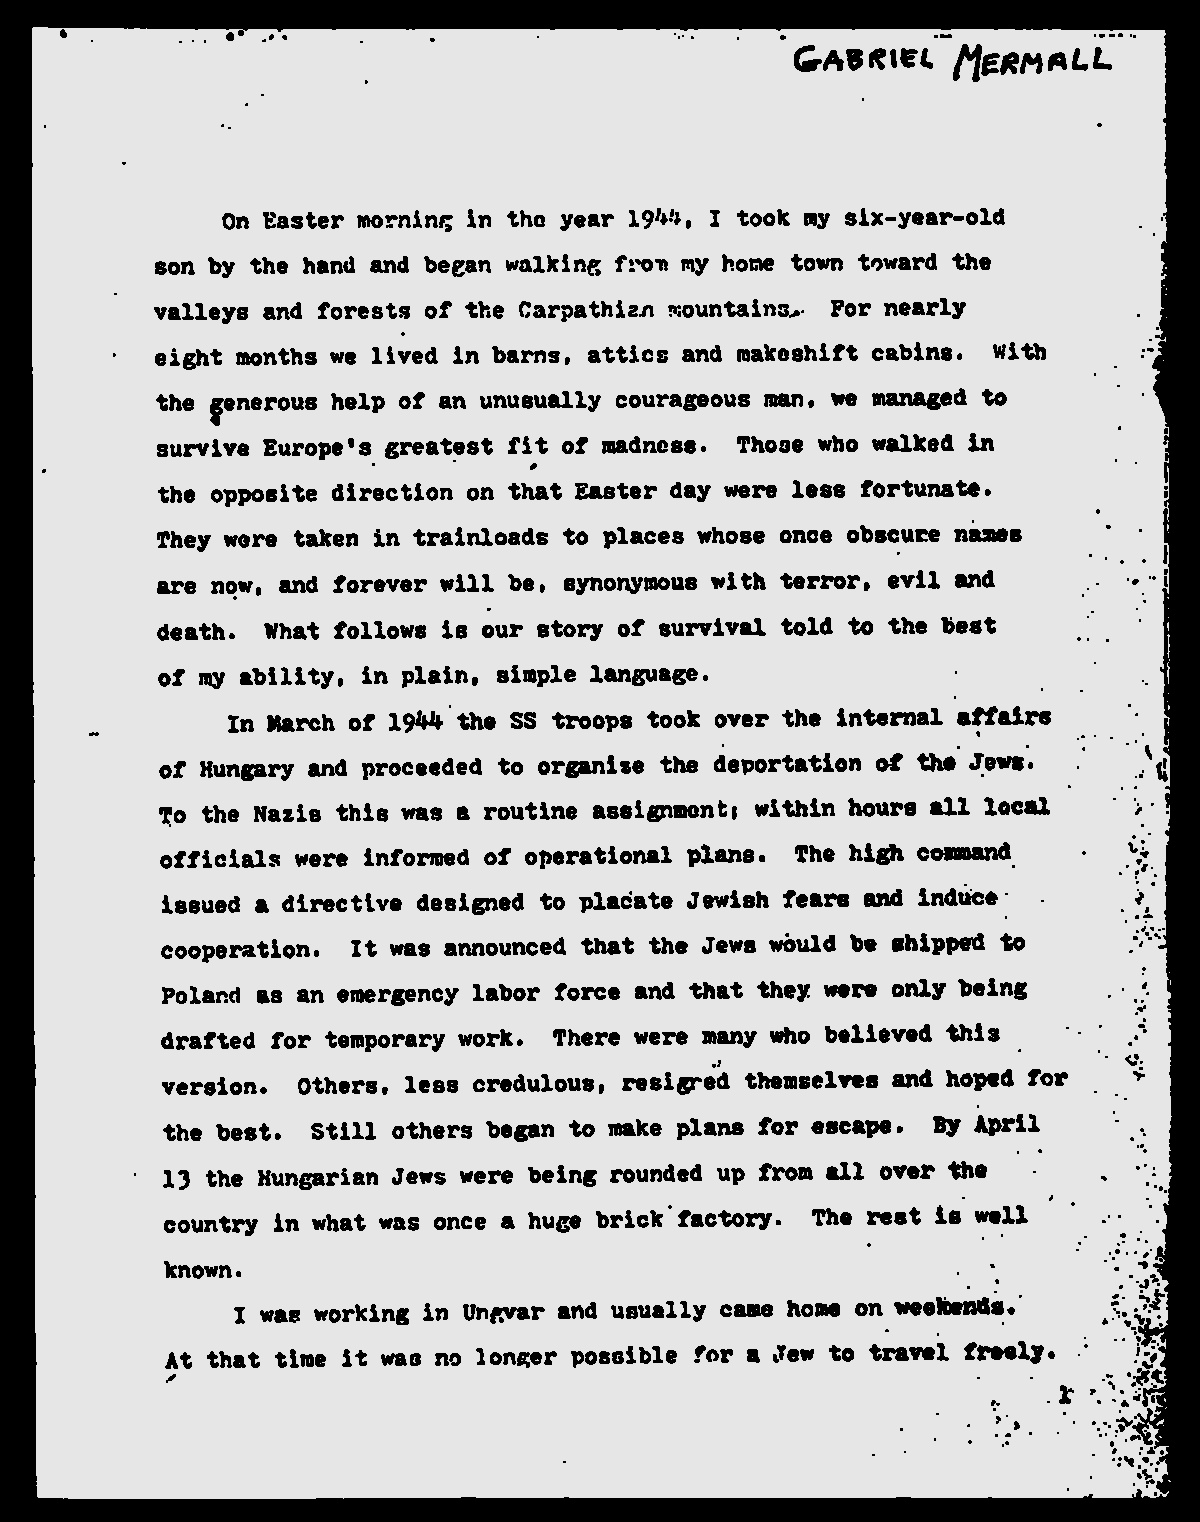 GABRIEL MERMALL
On Easter morning in the year 1944, I took my six-year-old
son by the hand and began walking from my home town toward the
valleys and forests of the Carpathian mountains. For nearly
eight months we lived in barns, attics and makeshift cabins. With
the generous help of an unusually courageous man, we managed to
survive Europe's greatest fit of madness. Those who walked in
the opposite direction on that Easter day were less fortunate.
They were taken in trainloads to places whose once obscure names
are now, and forever will be, synonymous with terror, evil and
death. What follows is our story of survival told to the best
of my ability, in plain, simple language.
In March of 1944 the SS troops took over the internal affairs
of Hungary and proceeded to organize the deportation of the Jews.
To the Nazis this was a routine assignment; within hours all local
officials were informed of operational plans. The high command
issued a directive designed to placate Jewish fears and induce
cooperation. It was announced that the Jews would be shipped to
Poland as an emergency labor force and that they were only being
drafted for temporary work. There were many who believed this
version. Others, less credulous, resigred themselves and hoped for
the best. Still others began to make plans for escape. By April
13 the Hungarian Jews were being rounded up from all over the
country in what was once a huge brick factory. The rest is well
known.
I was working in Ungvar and usually came home on weekends.
At that time it was no longer possible for a Jew to travel freely.
1